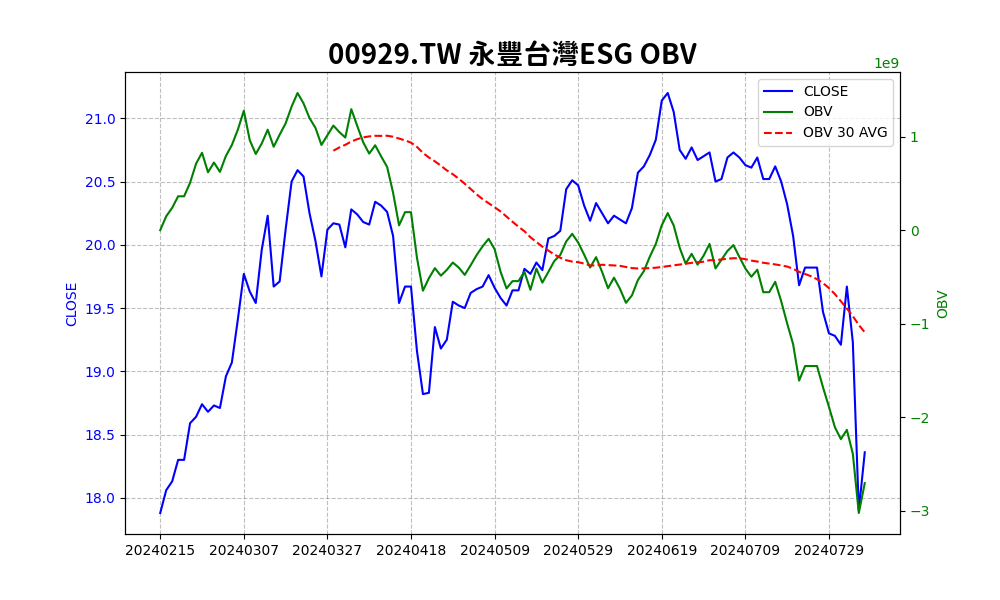 00929.TW 永豐台灣ESG OBV
1e9
CLOSE
OBV
OBV 30 AVG
21.0
20.5
20.0
19.5
19.0
18.5
18.0
CLOSE
1
0
−1
−2
−3
OBV
20240215 20240307 20240327 20240418 20240509 20240529 20240619 20240709 20240729